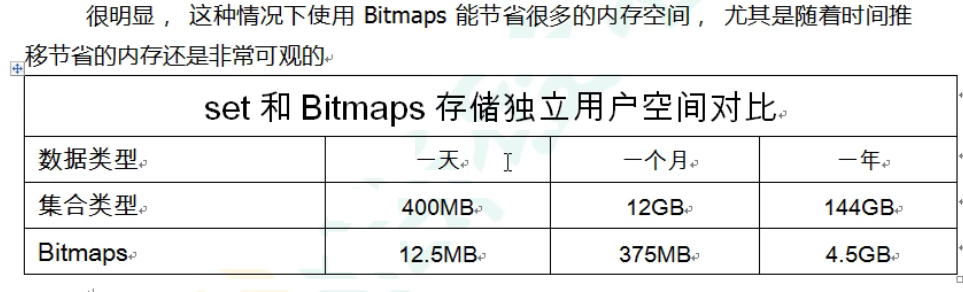 很明显 ， 这种情况下使用 Bitmaps 能节省很多的内存空间 ， 尤其是随着时间推
移节省的内存还是非常可观的
set 和 Bitmaps 存储独立用户空间对比
数据类型 一天 一个月 一年
集合类型 400MB 12GB 144GB
Bitmaps 12.5MB 375MB 4.5GB